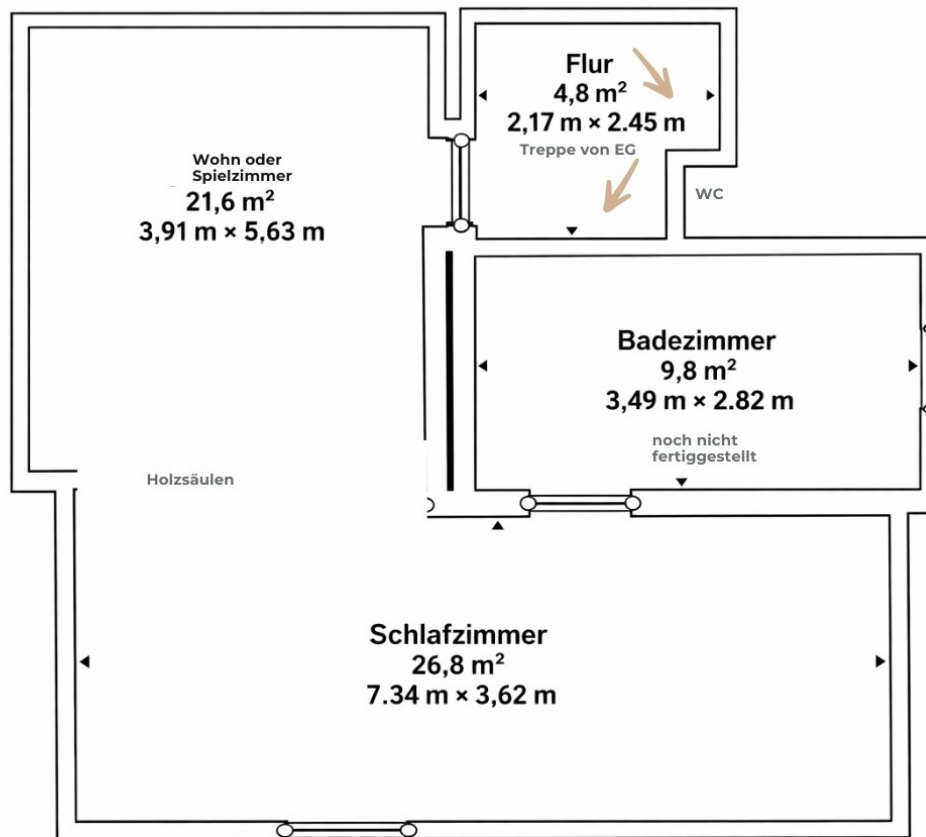 Flur
4,8 m²
2,17 m × 2.45 m
Treppe von EG
WC
Wohn oder
Spielzimmer
21,6 m²
3,91 m × 5,63 m
Badezimmer
9,8 m²
3,49 m × 2.82 m
noch nicht
fertiggestellt
Holzsäulen
Schlafzimmer
26,8 m²
7.34 m × 3,62 m